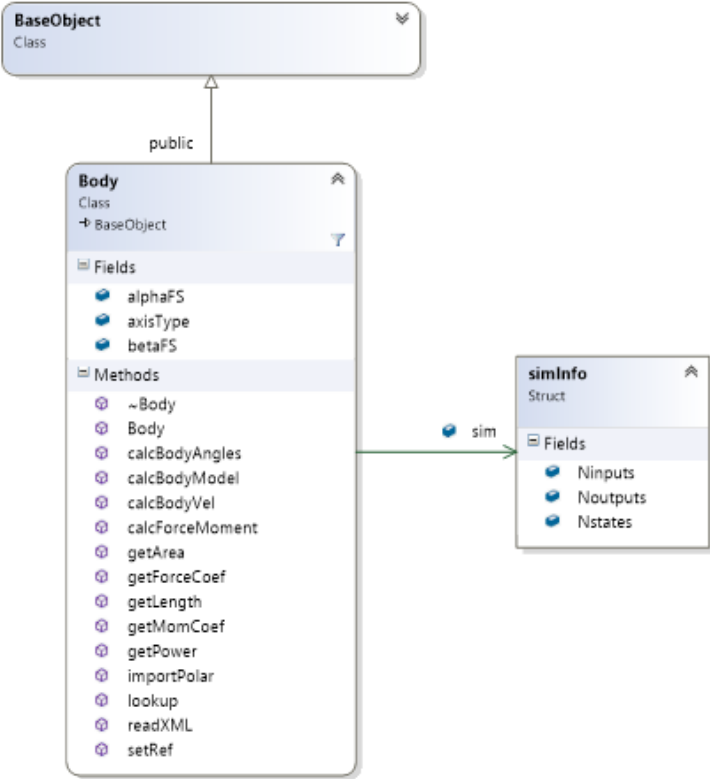 BaseObject
Class
public
Body
Class
BaseObject
Fields
alphaFS
axisType
betaFS
Methods
~Body
Body
calcBodyAngles
calcBodyModel
calcBodyVel
calcForceMoment
getArea
getForceCoef
getLength
getMomCoef
getPower
importPolar
lookup
readXML
setRef
sim
simInfo
Struct
Fields
Ninputs
Noutputs
Nstates